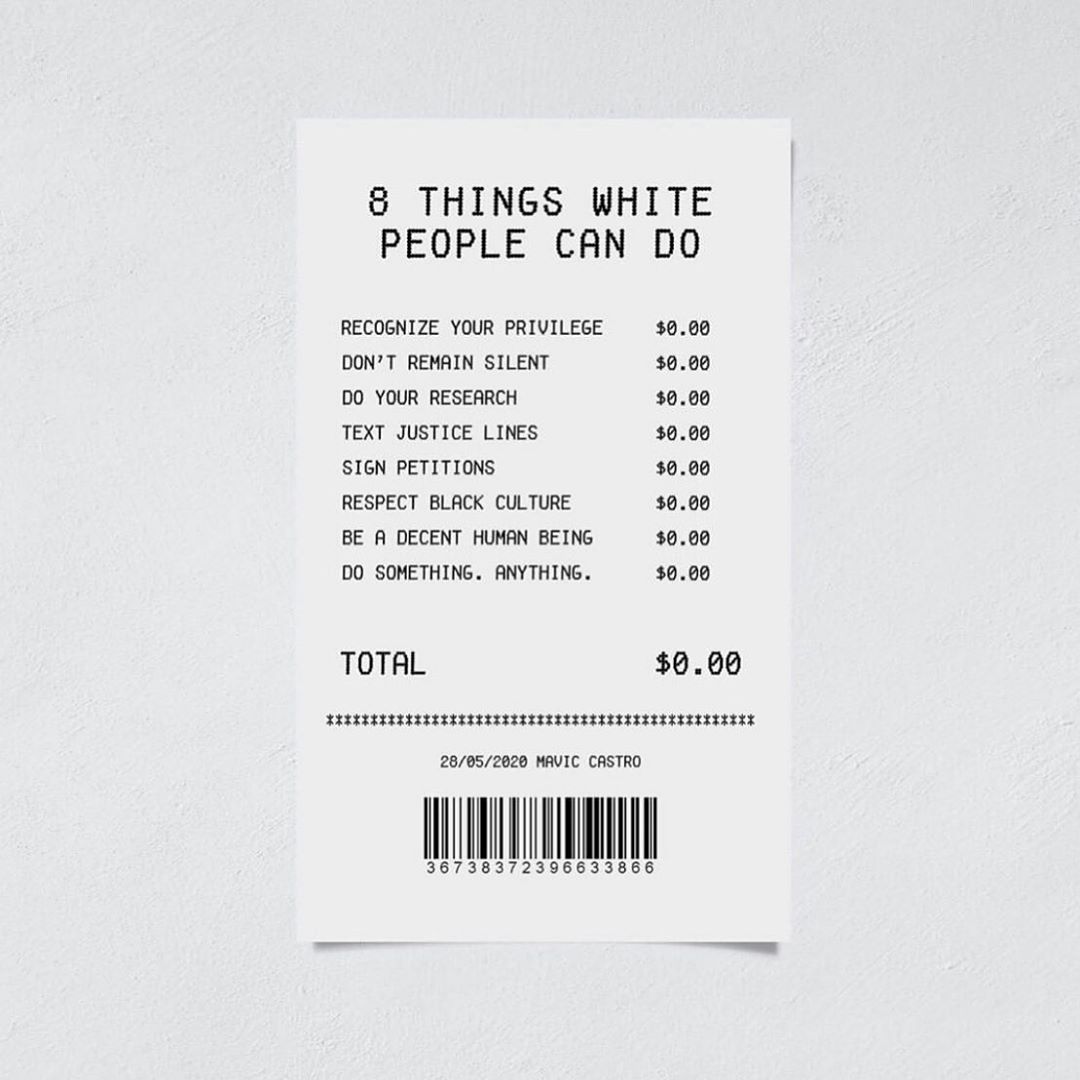 8 THINGS WHITE
PEOPLE CAN DO
RECOGNIZE YOUR PRIVILEGE $0.00
DON'T REMAIN SILENT $0.00
DO YOUR RESEARCH $0.00
TEXT JUSTICE LINES $0.00
SIGN PETITIONS $0.00
RESPECT BLACK CULTURE $0.00
BE A DECENT HUMAN BEING $0.00
DO SOMETHING. ANYTHING. $0.00
TOTAL $0.00
*************************************************
28/05/2020 MAVIC CASTRO
36738372396633866